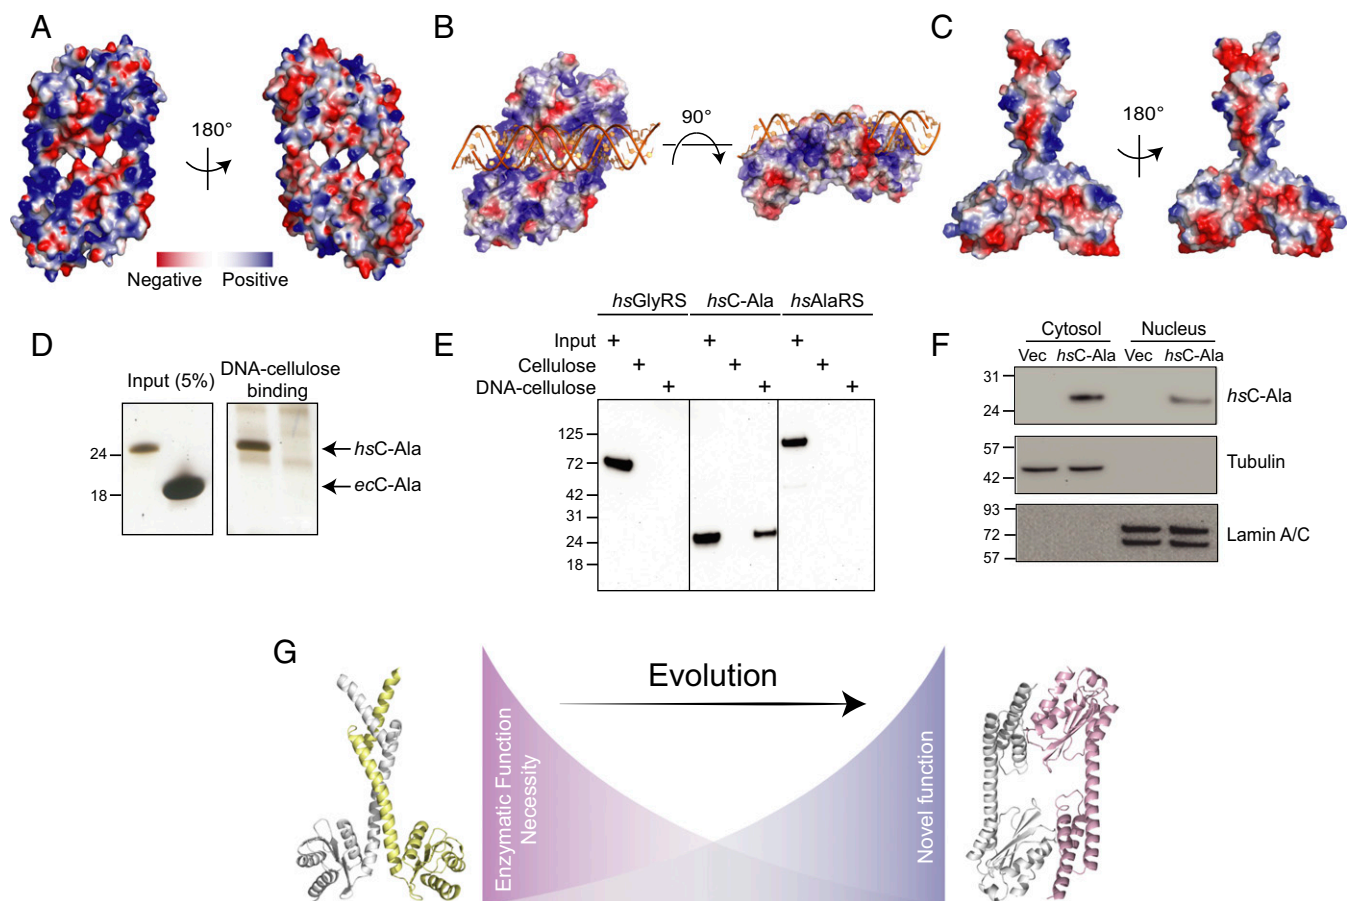 A
180°
Negative
Positive
B
90°
C
180°
D
Input (5%)
DNA-cellulose
binding
24
18
hsC-Ala
ecC-Ala
E
hsGlyRS
hsC-Ala
hsAlaRS
Input + + +
Cellulose + + +
DNA-cellulose + + +
125
72
42
31
24
18
F
Cytosol
Nucleus
Vec hsC-Ala
Vec hsC-Ala
31
24
hsC-Ala
57
42
Tubulin
93
72
57
Lamin A/C
G
Enzymatic Function
Necessity
Evolution
Novel function